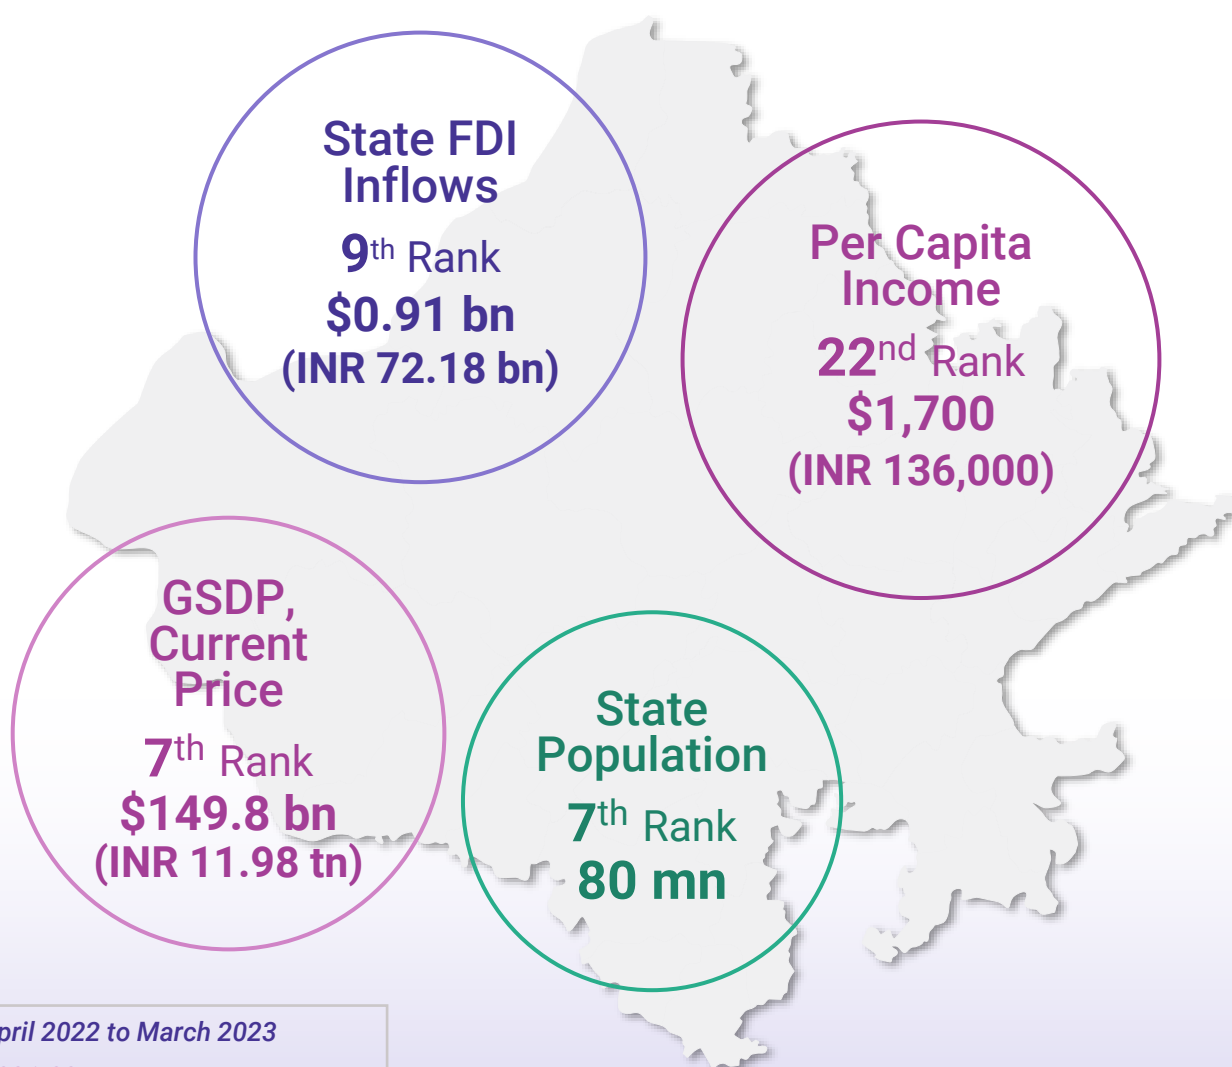 State FDI
Inflows
9th Rank
$0.91 bn
(INR 72.18 bn)
Per Capita
Income
22nd Rank
$1,700
(INR 136,000)
GSDP,
Current
Price
7th Rank
$149.8 bn
(INR 11.98 tn)
State
Population
7th Rank
80 mn
2022 to March 2023